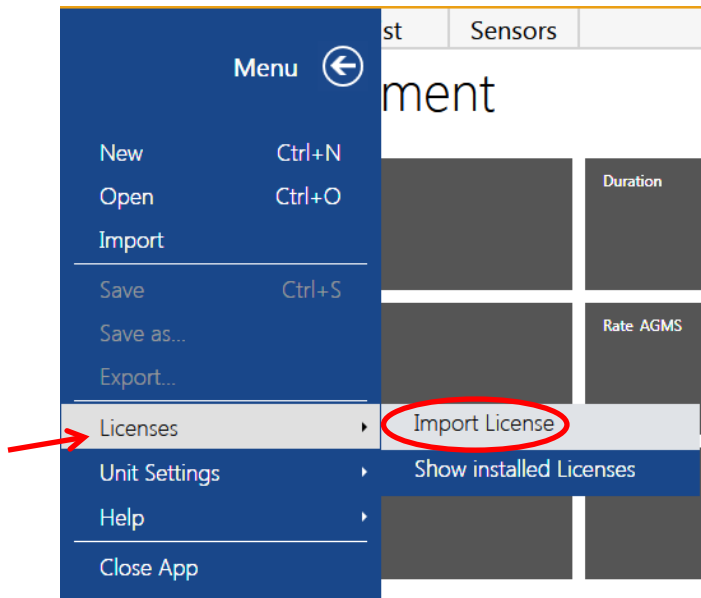 st Sensors
Menu
ment
New Ctrl+N
Duration
Open Ctrl+O
Import
Save Ctrl+S
Rate AGMS
Save as...
Export...
Licenses Import License
Unit Settings Show installed Licenses
Help
Close App